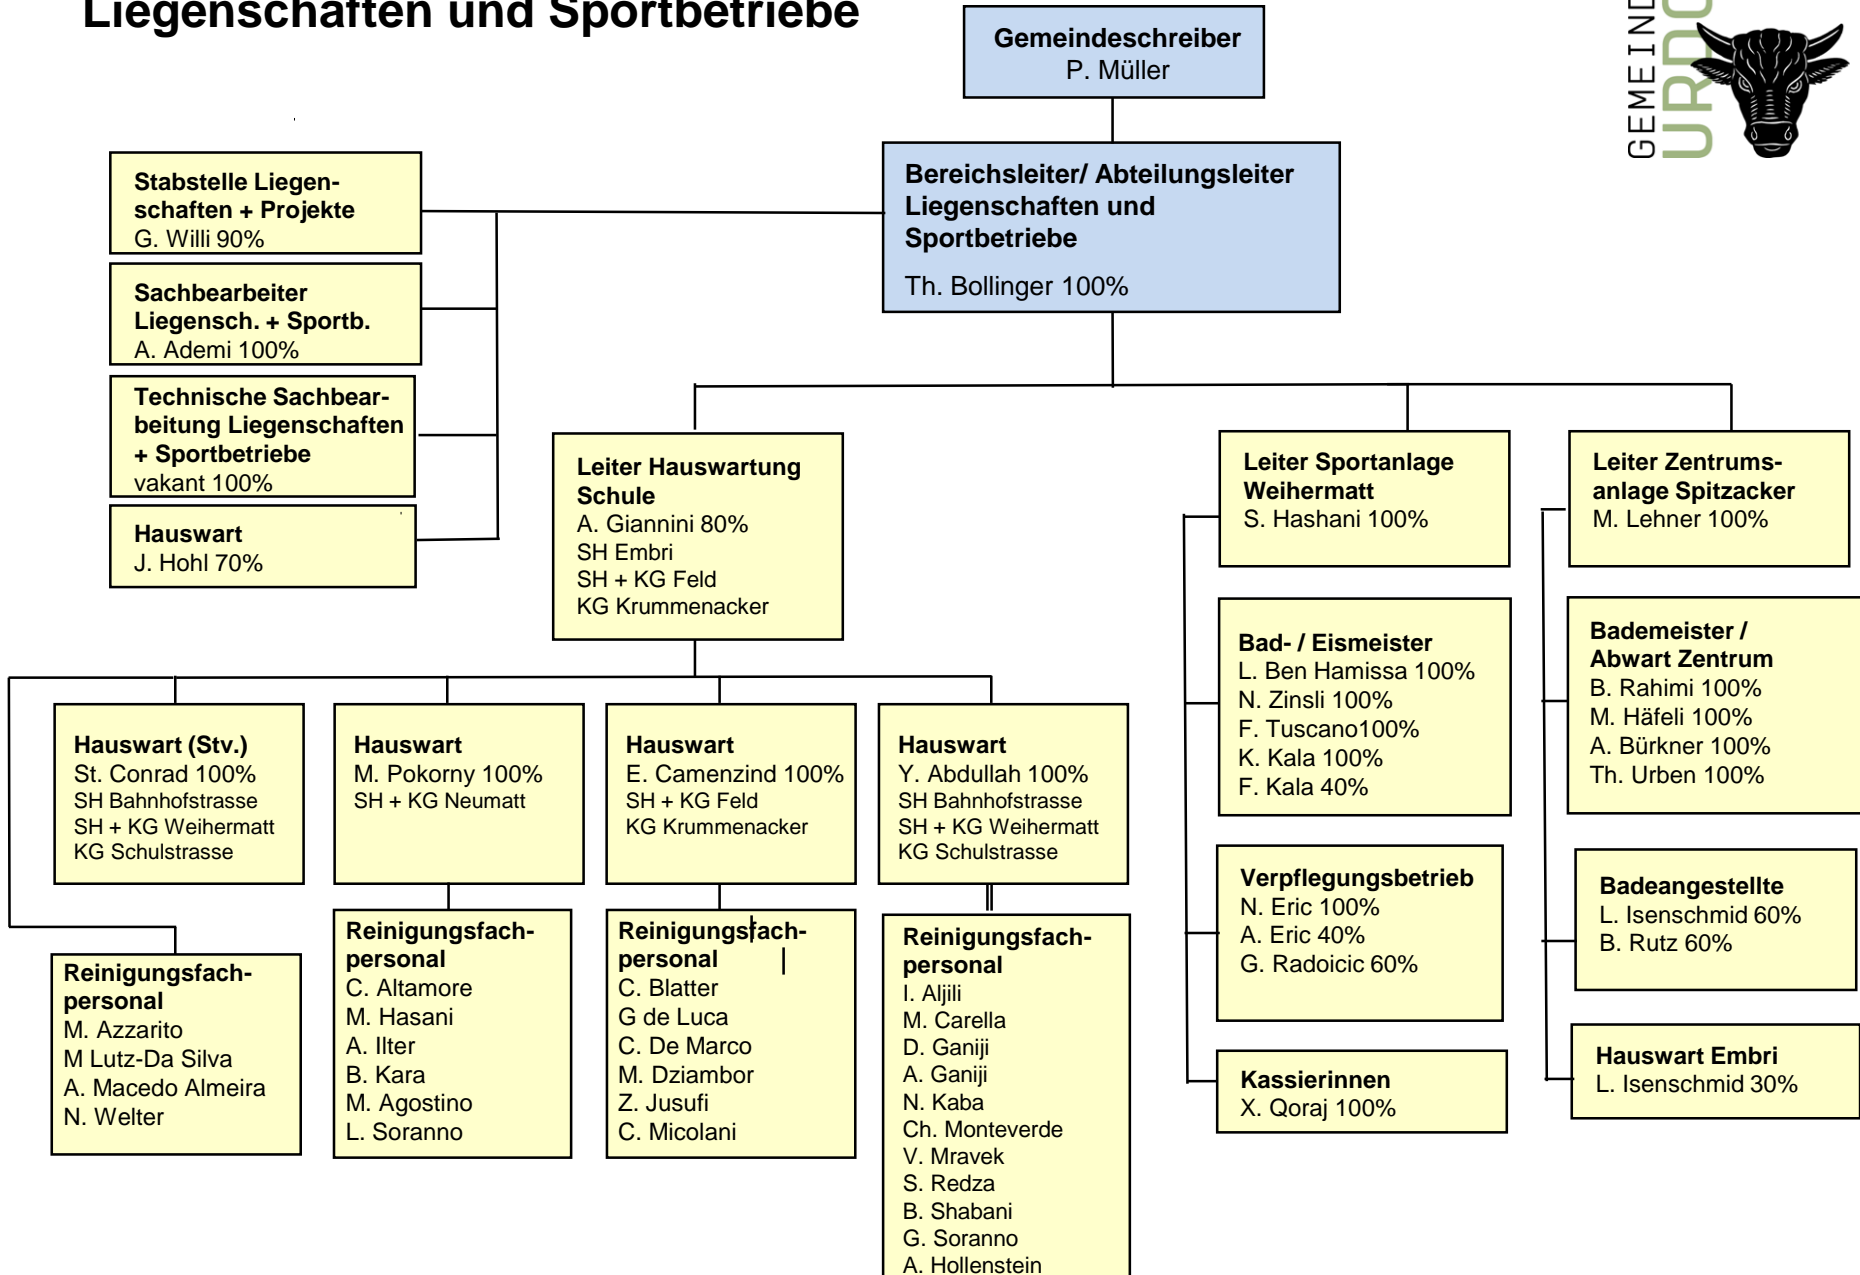 Liegenschaften und Sportbetriebe
GEMEIND
URDO
Gemeindeschreiber
P. Müller
Bereichsleiter/ Abteilungsleiter
Liegenschaften und
Sportbetriebe
Th. Bollinger 100%
Stabstelle Liegen-
schaften + Projekte
G. Willi 90%
Sachbearbeiter
Liegensch. + Sportb.
A. Ademi 100%
Technische Sachbear-
beitung Liegenschaften
+ Sportbetriebe
vakant 100%
Hauswart
J. Hohl 70%
Leiter Hauswartung
Schule
A. Giannini 80%
SH Embri
SH + KG Feld
KG Krummenacker
Leiter Sportanlage
Weihermatt
S. Hashani 100%
Leiter Zentrums-
anlage Spitzacker
M. Lehner 100%
Hauswart (Stv.)
St. Conrad 100%
SH Bahnhofstrasse
SH + KG Weihermatt
KG Schulstrasse
Hauswart
M. Pokorny 100%
SH + KG Neumatt
Hauswart
E. Camenzind 100%
SH + KG Feld
KG Krummenacker
Hauswart
Y. Abdullah 100%
SH Bahnhofstrasse
SH + KG Weihermatt
KG Schulstrasse
Bad- / Eismeister
L. Ben Hamissa 100%
N. Zinsli 100%
F. Tuscano100%
K. Kala 100%
F. Kala 40%
Bademeister /
Abwart Zentrum
B. Rahimi 100%
M. Häfeli 100%
A. Bürkner 100%
Th. Urben 100%
Verpflegungsbetrieb
N. Eric 100%
A. Eric 40%
G. Radoicic 60%
Badeangestellte
L. Isenschmid 60%
B. Rutz 60%
Kassierinnen
X. Qoraj 100%
Hauswart Embri
L. Isenschmid 30%
Reinigungsfach-
personal
M. Azzarito
M Lutz-Da Silva
A. Macedo Almeira
N. Welter
Reinigungsfach-
personal
C. Altamore
M. Hasani
A. Ilter
B. Kara
M. Agostino
L. Soranno
Reinigungsfach-
personal
C. Blatter
G de Luca
C. De Marco
M. Dziambor
Z. Jusufi
C. Micolani
Reinigungsfach-
personal
I. Aljili
M. Carella
D. Ganiji
A. Ganiji
N. Kaba
Ch. Monteverde
V. Mravek
S. Redza
B. Shabani
G. Soranno
A. Hollenstein